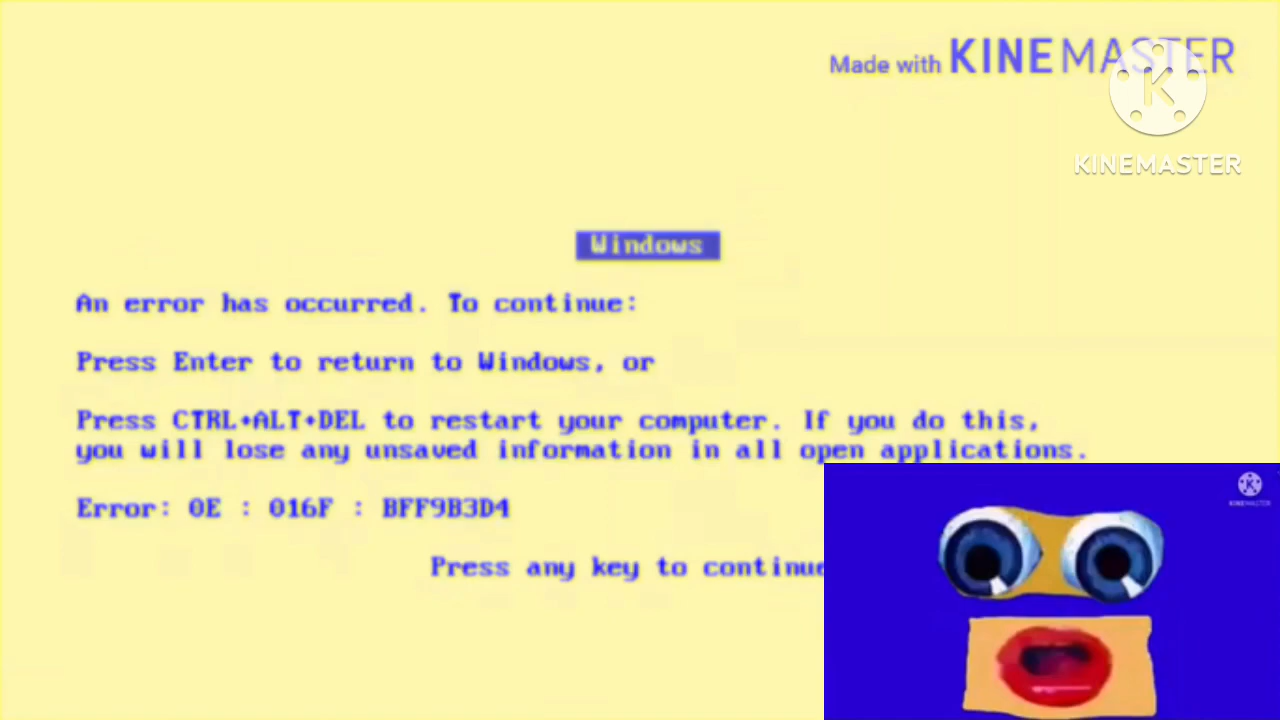 Made with KINEMASTER
KINEMASTER
Windows
An error has occurred. To continue:
Press Enter to return to Windows, or
Press CTRL+ALT+DEL to restart your computer. If you do this,
you will lose any unsaved information in all open applications.
Error: 0E : 016F : BFF9B3D4
Press any key to continue
KINEMASTER